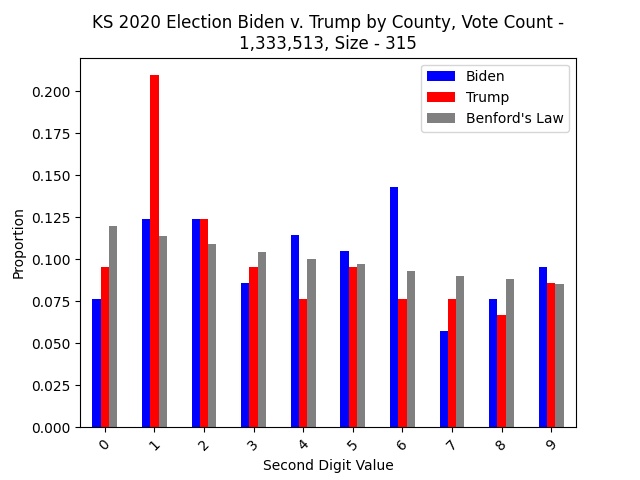 KS 2020 Election Biden v. Trump by County, Vote Count -
1,333,513, Size - 315
Biden
Trump
Benford's Law
0.200
0.175
0.150
0.125
0.100
0.075
0.050
0.025
0.000
Proportion
0 1 2 3 4 5 6 7 8 9
Second Digit Value